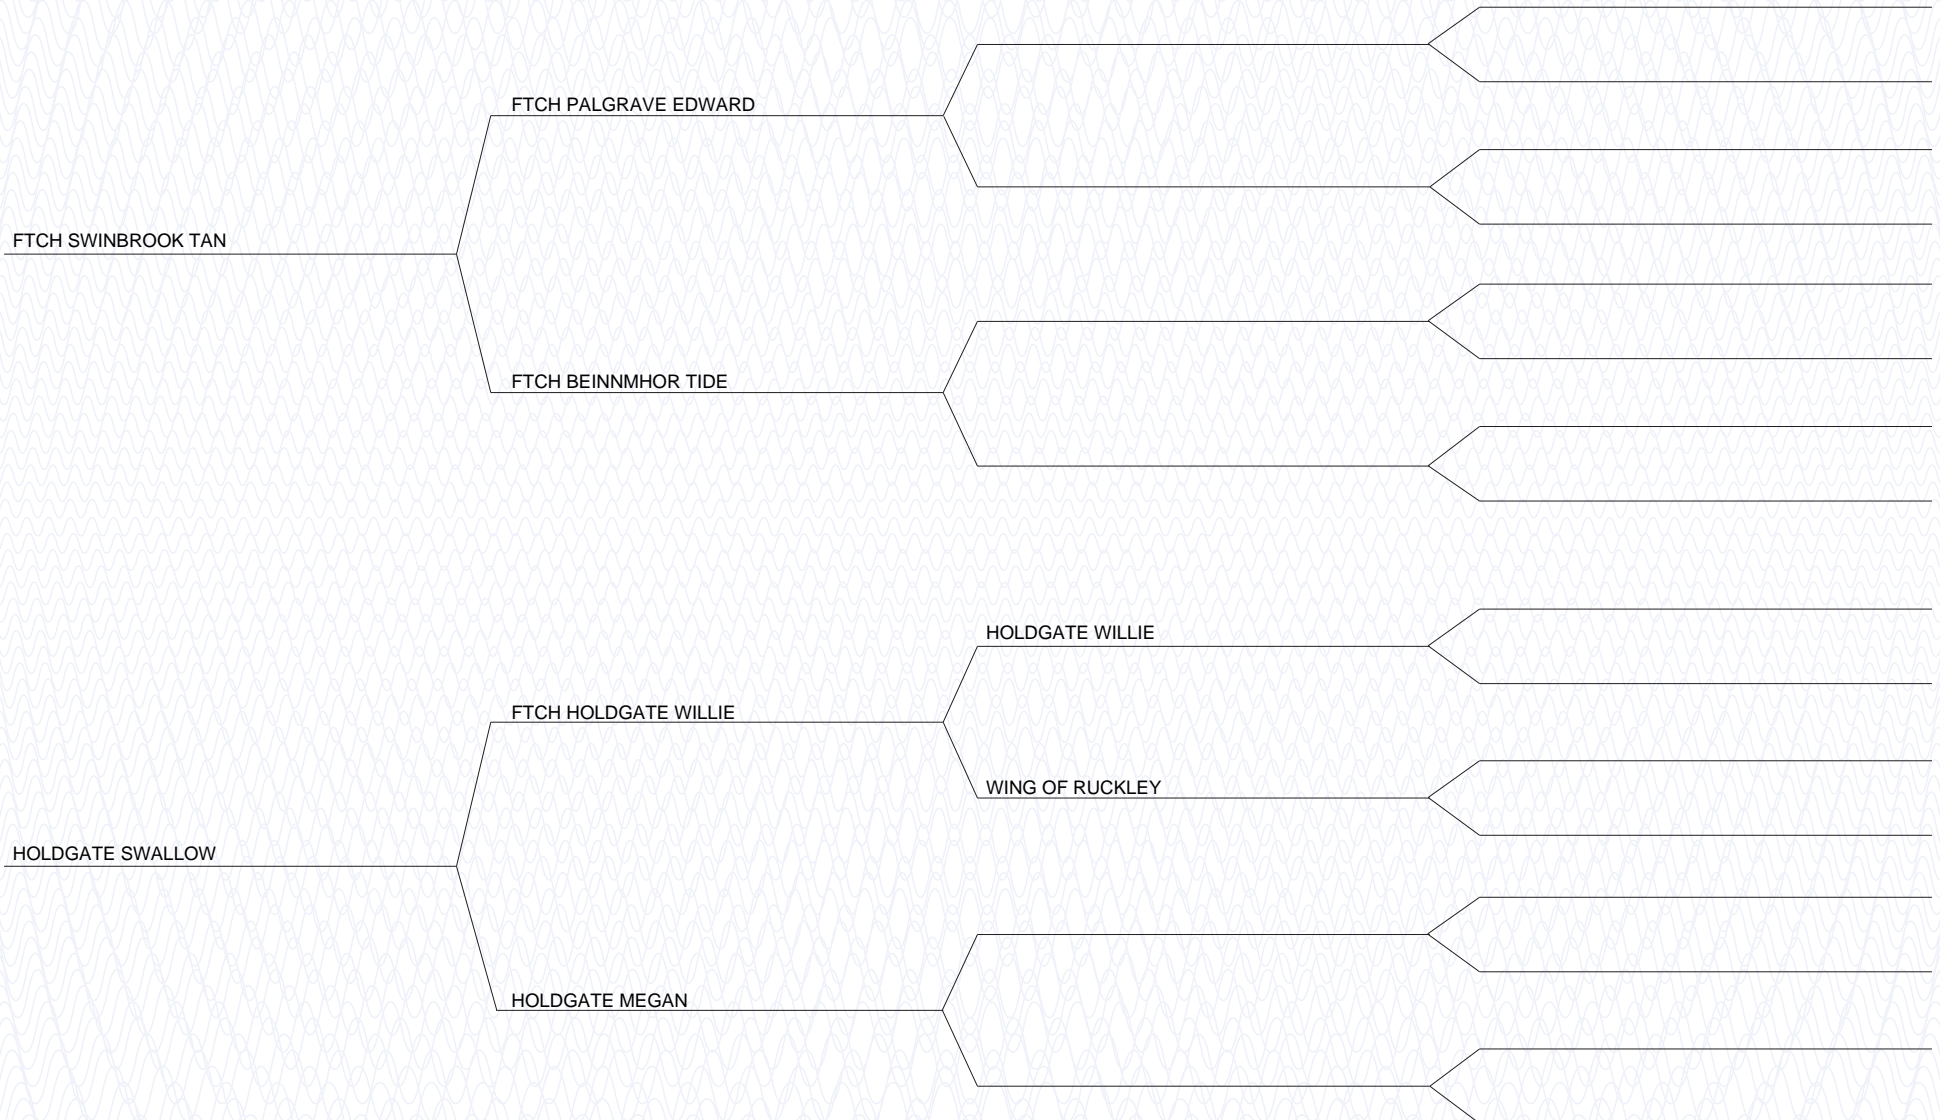 FTCH PALGRAVE EDWARD
FTCH SWINBROOK TAN
FTCH BEINNMHOR TIDE
HOLDGATE WILLIE
FTCH HOLDGATE WILLIE
WING OF RUCKLEY
HOLDGATE SWALLOW
HOLDGATE MEGAN